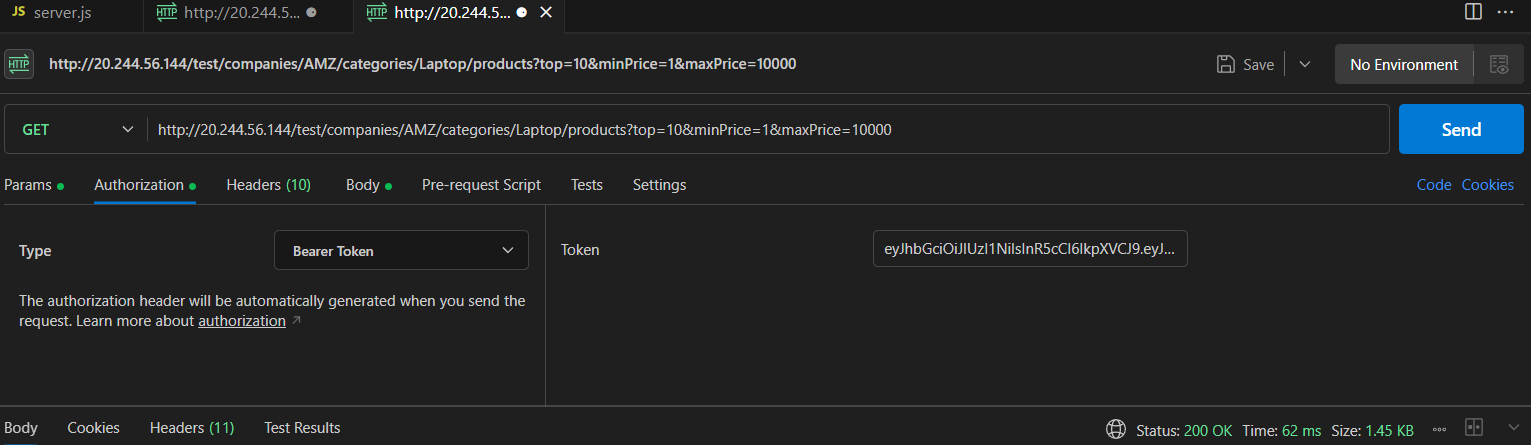 JS server.js
HTTP http://20.244.5...
HTTP http://20.244.5...
HTTP http://20.244.56.144/test/companies/AMZ/categories/Laptop/products?top=10&minPrice=1&maxPrice=10000
Save
No Environment
GET
http://20.244.56.144/test/companies/AMZ/categories/Laptop/products?top=10&minPrice=1&maxPrice=10000
Send
Params
Authorization
Headers (10)
Body
Pre-request Script
Tests
Settings
Code
Cookies
Type
Bearer Token
The authorization header will be automatically generated when you send the
request. Learn more about authorization
Token
eyJhbGciOiJIUzI1NiIsInR5cCI6IkpXVCJ9.eyJ...
Body
Cookies
Headers (11)
Test Results
Status: 200 OK Time: 62 ms Size: 1.45 KB